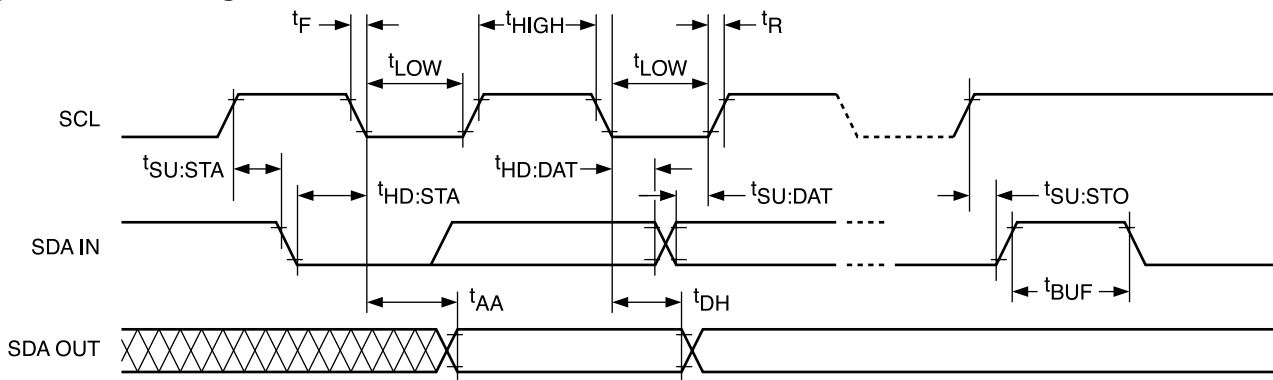 tF
tHIGH
tR
tLOW
tLOW
SCL
tSU:STA
tHD:DAT
tHD:STA
tSU:DAT
tSU:STO
SDA IN
tBUF
tAA
tDH
SDA OUT